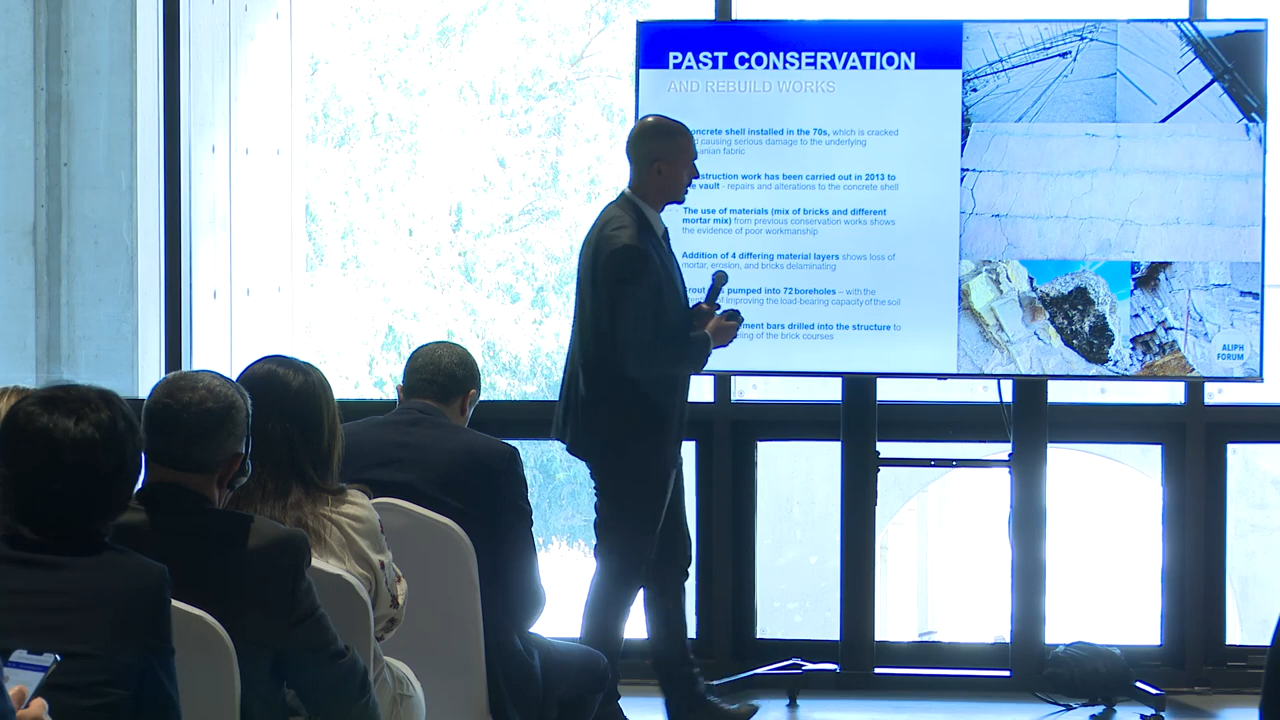 PAST CONSERVATION
AND REBUILD WORKS
installed in the 70s, which is cracked
causing serious damage to the underlying
fabric
work has been carried out in 2013 to
vault - repairs and alterations to the concrete shell
The use of materials (mix of bricks and different
mortar mix) from previous conservation works shows
the evidence of poor workmanship
Addition of 4 differing material layers shows loss of
mortar, erosion, and bricks delaminating
pumped into 72 boreholes – with the
of improving the load-bearing capacity of the soil
bars drilled into the structure to
of the brick courses
ALIPH
FORUM